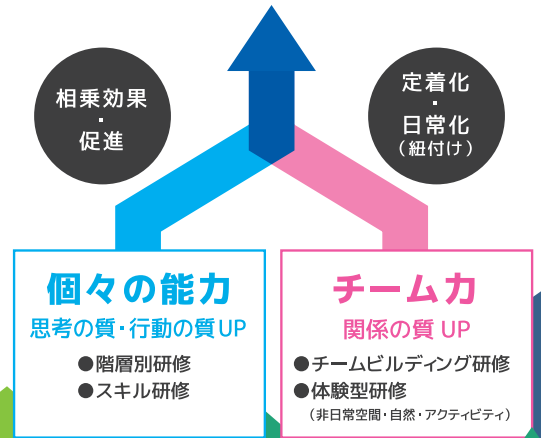 相乗効果
・
促進
定着化
・
日常化
（紐付け）
個々の能力
思考の質・行動の質UP
●階層別研修
●スキル研修
チーム力
関係の質 UP
●チームビルディング研修
●体験型研修
（非日常空間・自然・アクティビティ）